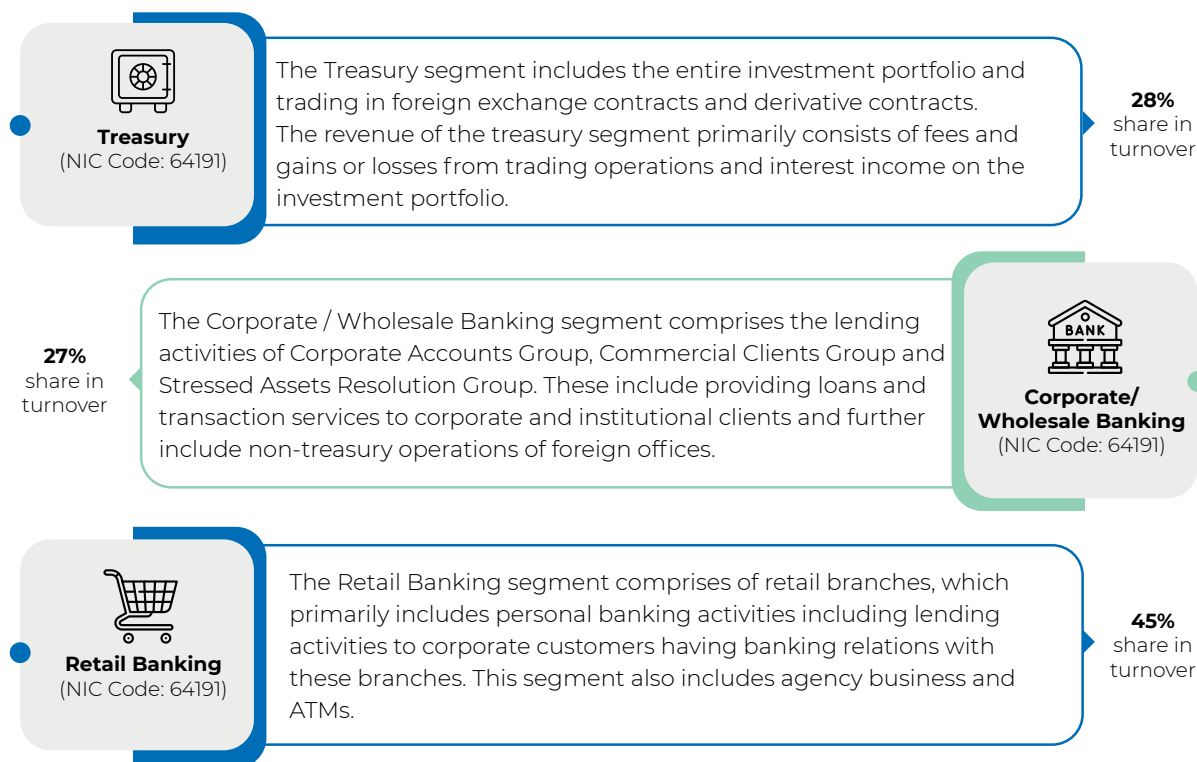 Treasury
(NIC Code: 64191)
The Treasury segment includes the entire investment portfolio and
trading in foreign exchange contracts and derivative contracts.
The revenue of the treasury segment primarily consists of fees and
gains or losses from trading operations and interest income on the
investment portfolio.
28%
share in
turnover
27%
share in
turnover
The Corporate / Wholesale Banking segment comprises the lending
activities of Corporate Accounts Group, Commercial Clients Group and
Stressed Assets Resolution Group. These include providing loans and
transaction services to corporate and institutional clients and further
include non-treasury operations of foreign offices.
BANK
Corporate/
Wholesale Banking
(NIC Code: 64191)
Retail Banking
(NIC Code: 64191)
The Retail Banking segment comprises of retail branches, which
primarily includes personal banking activities including lending
activities to corporate customers having banking relations with
these branches. This segment also includes agency business and
ATMs.
45%
share in
turnover